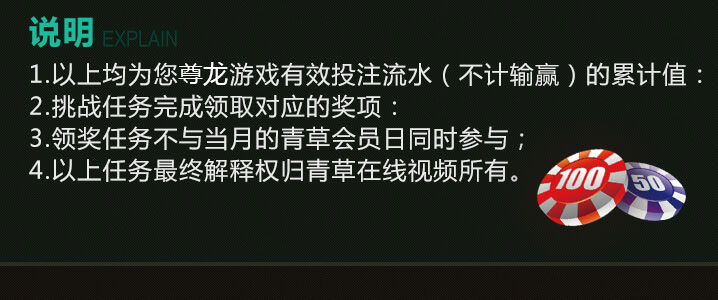 说明 EXPLAIN
1.以上均为您尊龙游戏有效投注流水（不计输赢）的累计值：
2.挑战任务完成领取对应的奖项：
3.领奖任务不与当月的青草会员日同时参与；
4.以上任务最终解释权归青草在线视频所有。
100
50